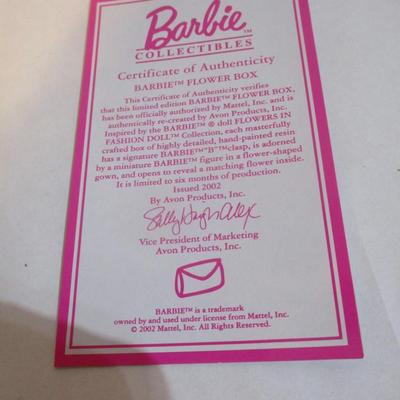 Barbie™
COLLECTIBLES
Certificate of Authenticity
BARBIE™ FLOWER BOX
This Certificate of Authenticity verifies
that this limited edition BARBIE™ FLOWER BOX,
has been officially authorized by Mattel, Inc. and is
authentically re-created by Avon Products, Inc.
Inspired by the BARBIE™ ® doll FLOWERS IN
FASHION DOLL™ Collection, each masterfully
crafted box of highly detailed, hand-painted resin
has a signature BARBIE™"B"™clasp, is adorned
by a miniature BARBIE™ figure in a flower-shaped
gown, and opens to reveal a matching flower inside.
It is limited to six months of production.
Issued 2002
By Avon Products, Inc.
Vice President of Marketing
Avon Products, Inc.
BARBIE™ is a trademark
owned by and used under license from Mattel, Inc.
© 2002 Mattel, Inc. All Rights Reserved.